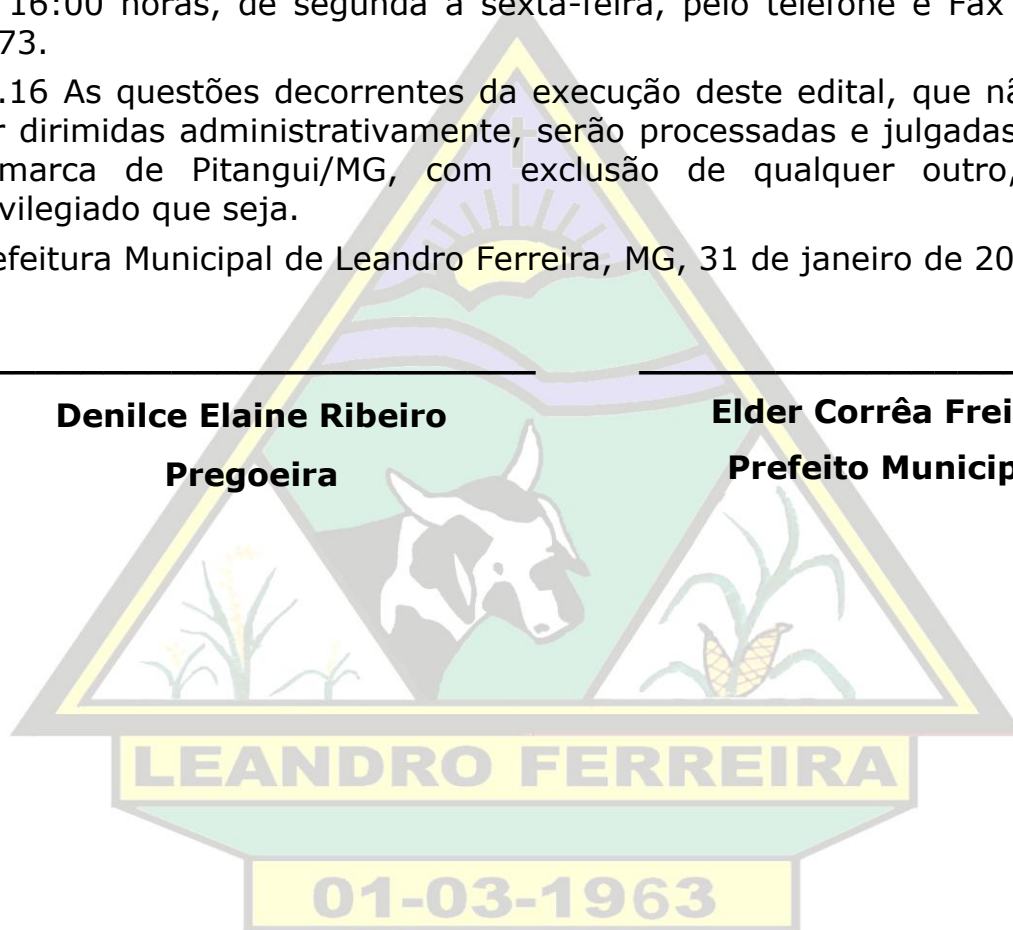 16:00 horas, de segunda a sexta-feira, pelo telefone e Fax
73.
.16 As questões decorrentes da execução deste edital, que nã
r dirimidas administrativamente, serão processadas e julgadas
marca de Pitangui/MG, com exclusão de qualquer outro,
vilegiado que seja.
efeitura Municipal de Leandro Ferreira, MG, 31 de janeiro de 20
Denilce Elaine Ribeiro
Elder Corrêa Frei
Pregoeira
Prefeito Municip
LEANDRO FERREIRA
01-03-1963